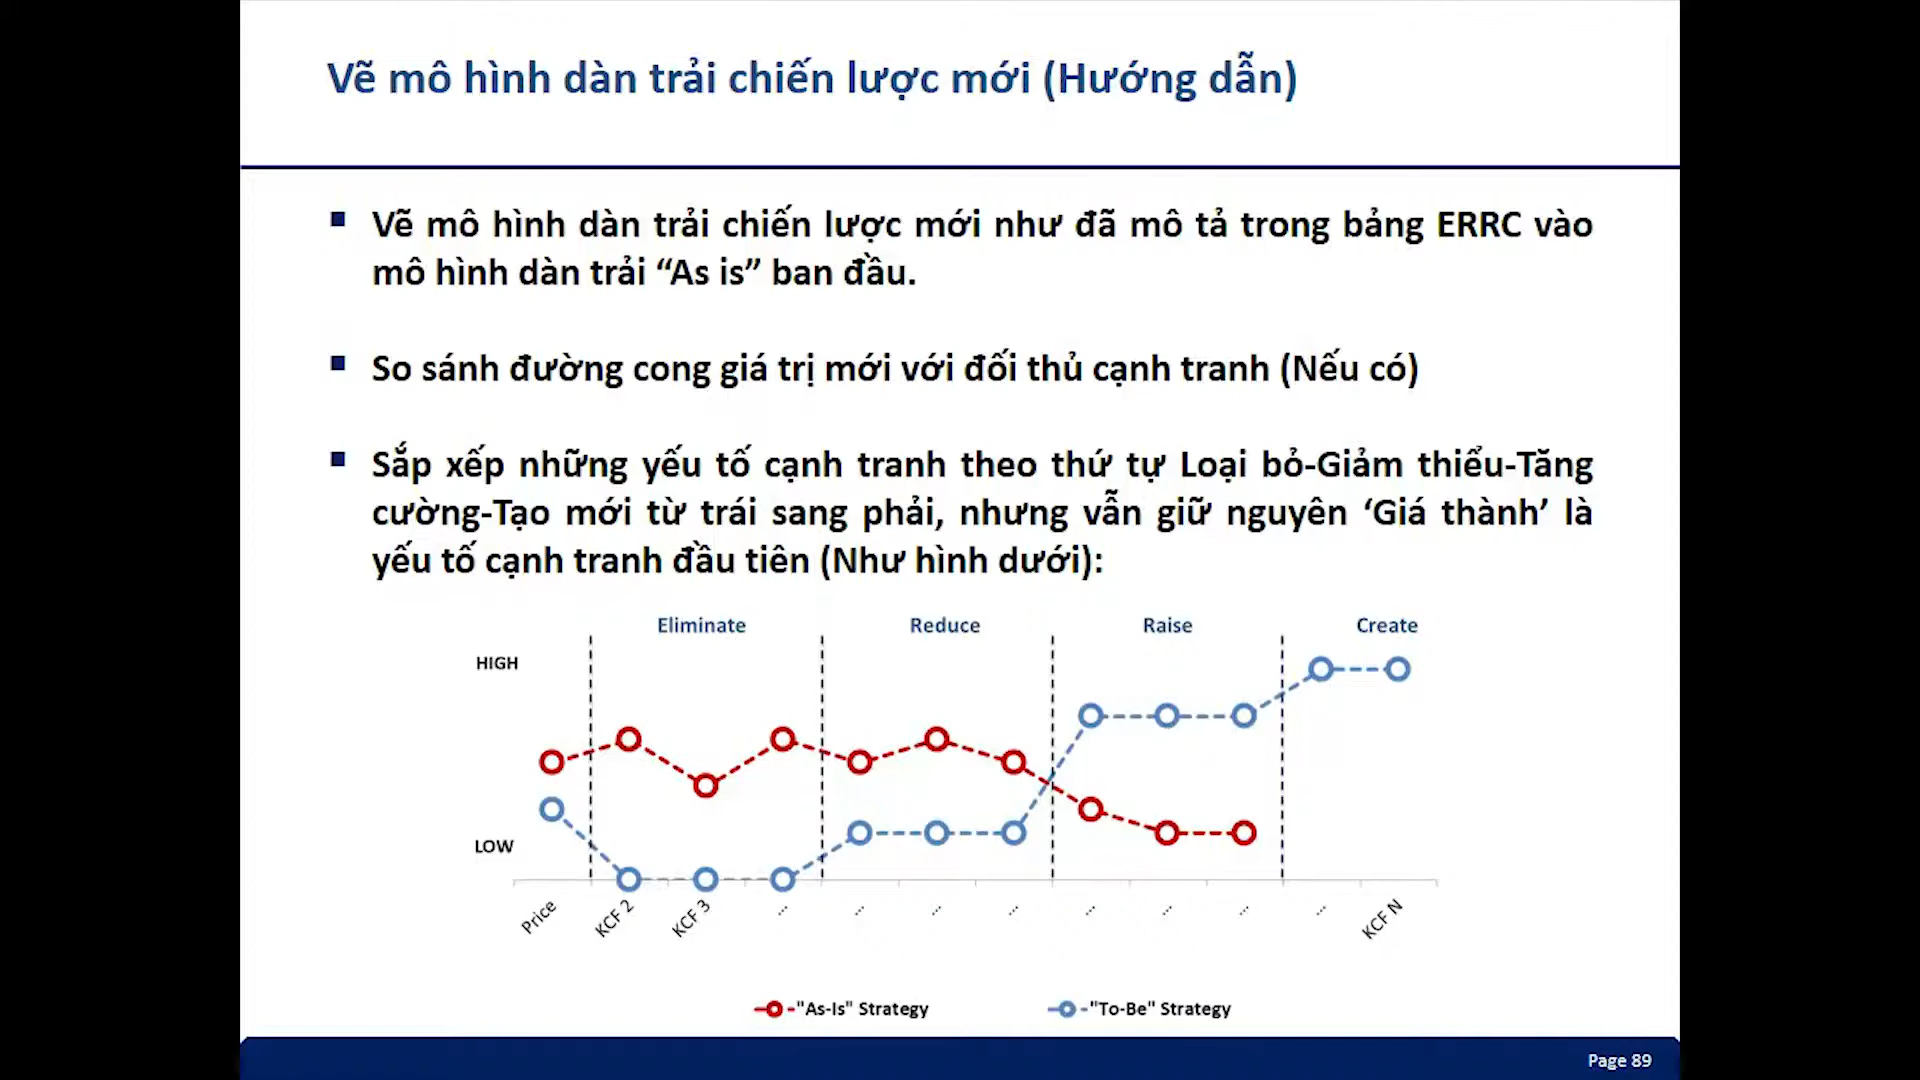 Vẽ mô hình dàn trải chiến lược mới (Hướng dẫn)
Vẽ mô hình dàn trải chiến lược mới như đã mô tả trong bảng ERRC vào
mô hình dàn trải “As is” ban đầu.
So sánh đường cong giá trị mới với đối thủ cạnh tranh (Nếu có)
Sắp xếp những yếu tố cạnh tranh theo thứ tự Loại bỏ-Giảm thiểu-Tăng
cường-Tạo mới từ trái sang phải, nhưng vẫn giữ nguyên ‘Giá thành’ là
yếu tố cạnh tranh đầu tiên (Như hình dưới):
Eliminate Reduce Raise Create
HIGH
LOW
Price KCF 2 KCF 3 ... ... ... ... ... ... ... ... KCF N
"As-Is" Strategy "To-Be" Strategy
Page 89